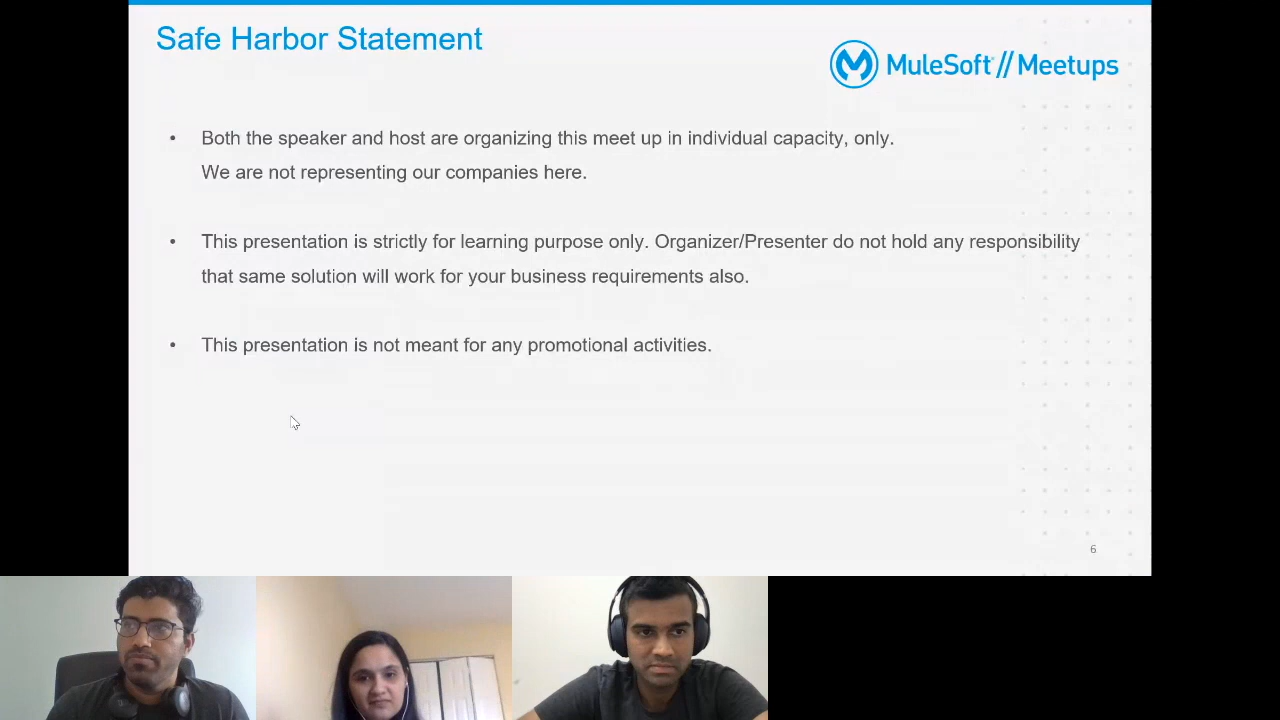 Safe Harbor Statement
MuleSoft // Meetups
• Both the speaker and host are organizing this meet up in individual capacity, only.
We are not representing our companies here.
• This presentation is strictly for learning purpose only. Organizer/Presenter do not hold any responsibility
that same solution will work for your business requirements also.
• This presentation is not meant for any promotional activities.
6